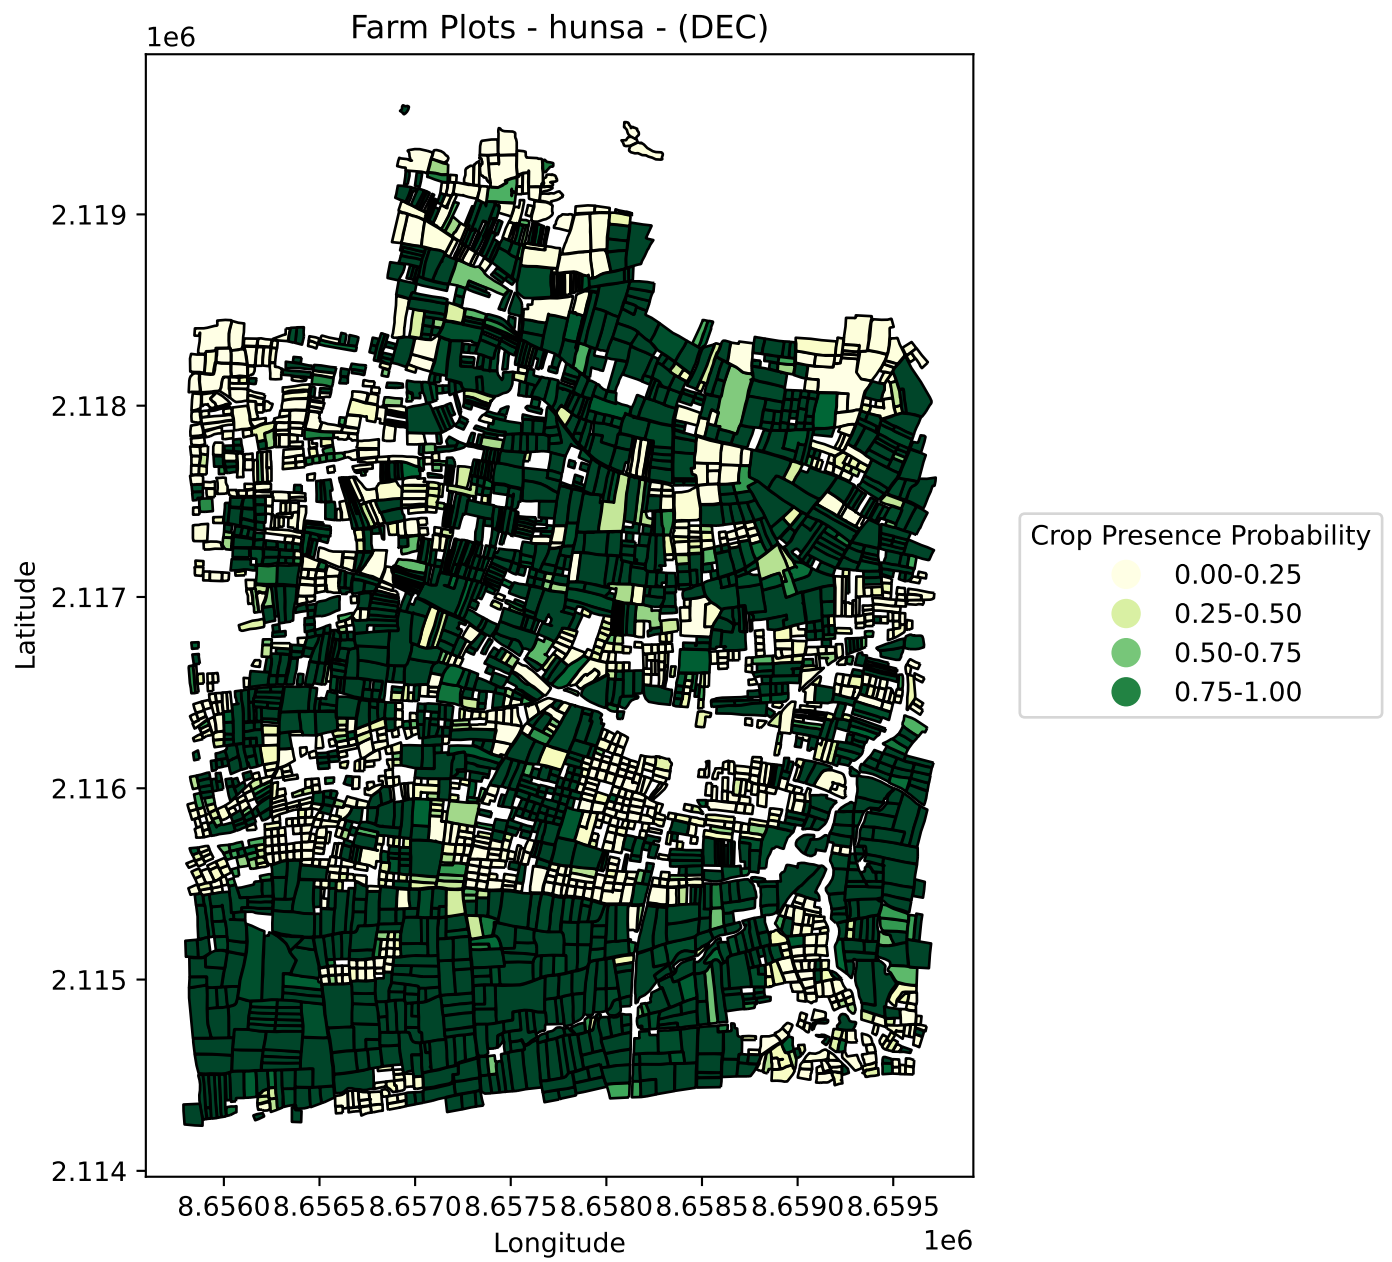 Farm Plots - hunsa - (DEC)
1e6
2.119
2.118
2.117
2.116
2.115
2.114
Latitude
8.6560 8.6565 8.6570 8.6575 8.6580 8.6585 8.6590 8.6595
Longitude
1e6
Crop Presence Probability
0.00-0.25
0.25-0.50
0.50-0.75
0.75-1.00